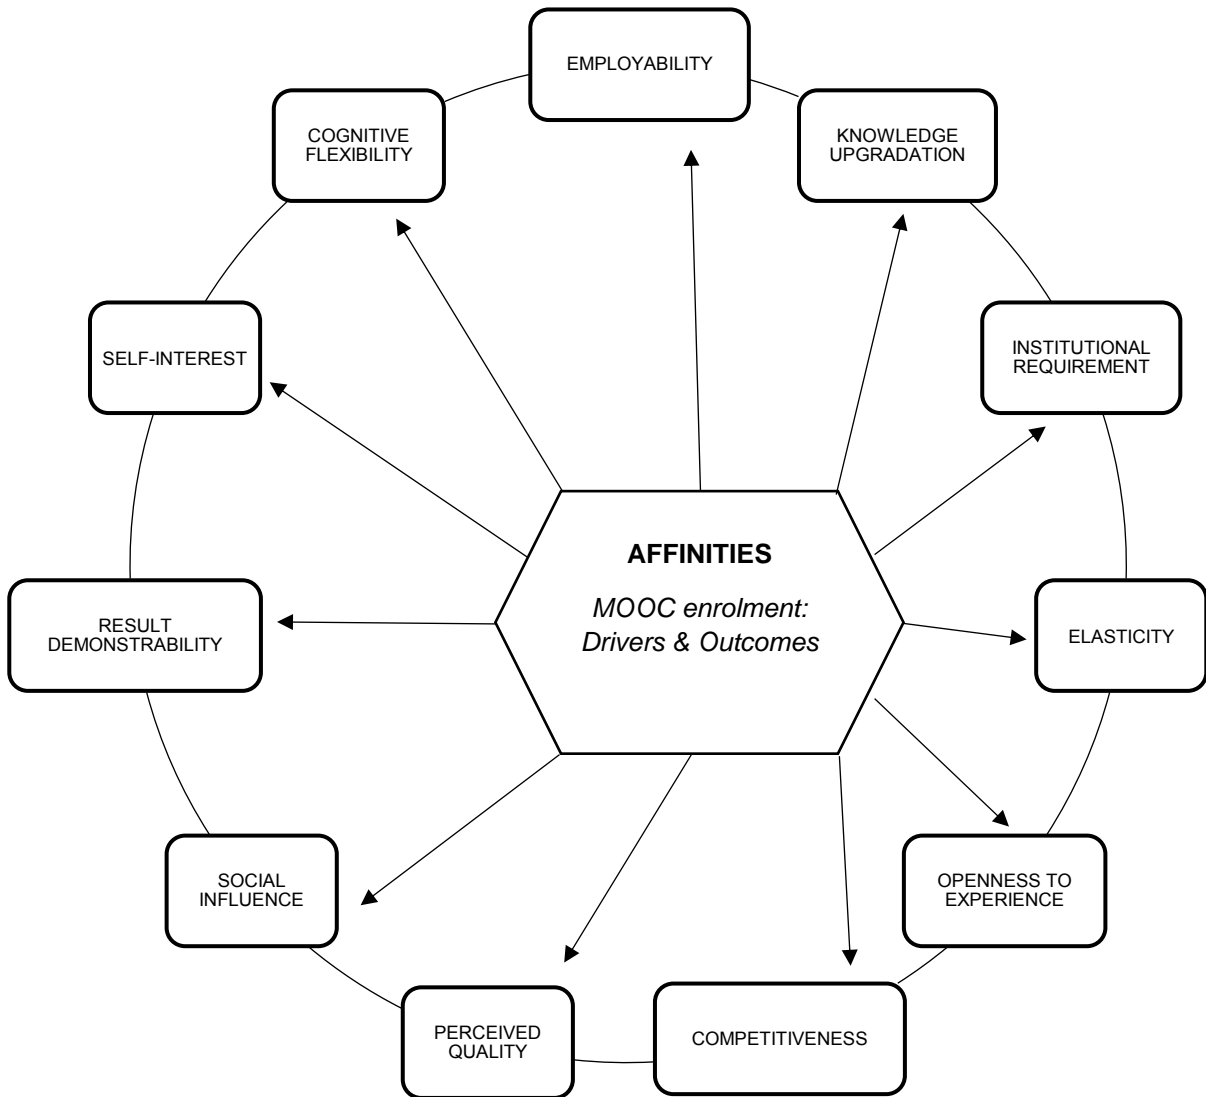 EMPLOYABILITY
COGNITIVE
FLEXIBILITY
KNOWLEDGE
UPGRADATION
SELF-INTEREST
INSTITUTIONAL
REQUIREMENT
AFFINITIES
MOOC enrolment:
Drivers & Outcomes
RESULT
DEMONSTRABILITY
ELASTICITY
SOCIAL
INFLUENCE
OPENNESS TO
EXPERIENCE
PERCEIVED
QUALITY
COMPETITIVENESS